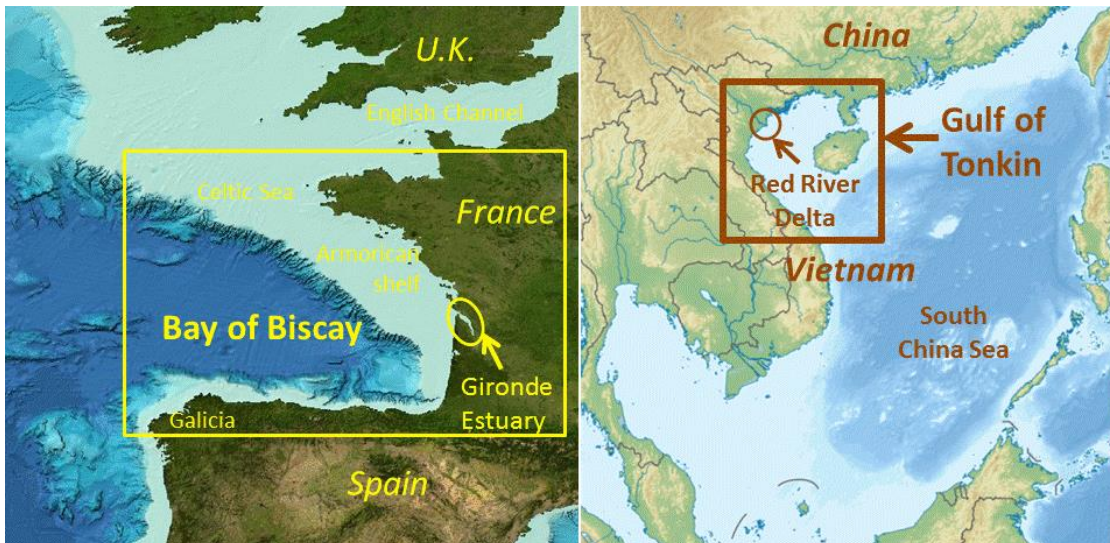 U.K.
English Channel
Celtic Sea
France
Armorican
shelf
Bay of Biscay
Gironde
Estuary
Galicia
Spain
China
Gulf of
Tonkin
Red River
Delta
Vietnam
South
China Sea